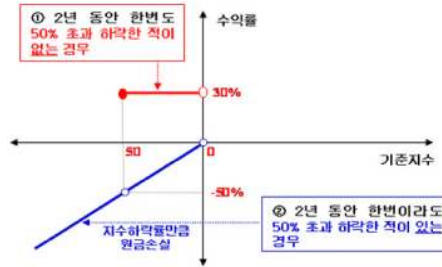 ① 2년 동안 한번도
50% 초과 하락한 적이
없는 경우
수익률
30%
50
0
기준지수
-50%
지수하락률만큼
원금손실
② 2년 동안 한번이라도
50% 초과 하락한 적이 있는
경우